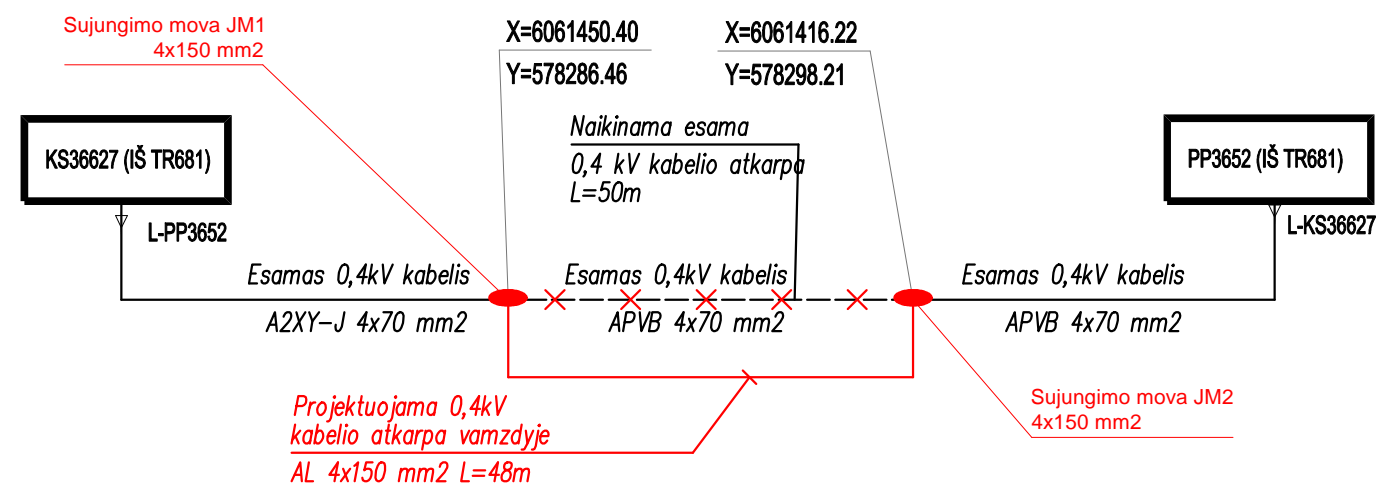 Sujungimo mova JM1
4x150 mm2
X=6061450.40
Y=578286.46
X=6061416.22
Y=578298.21
KS36627 (IŠ TR681)
L-PP3652
Naikinama esama
0,4 kV kabelio atkarpa
L=50m
PP3652 (IŠ TR681)
L-KS36627
Esamas 0,4kV kabelis
A2XY-J 4x70 mm2
Esamas 0,4kV kabelis
APVB 4x70 mm2
Esamas 0,4kV kabelis
APVB 4x70 mm2
Projektuojama 0,4kV
kabelio atkarpa vamzdyje
AL 4x150 mm2 L=48m
Sujungimo mova JM2
4x150 mm2